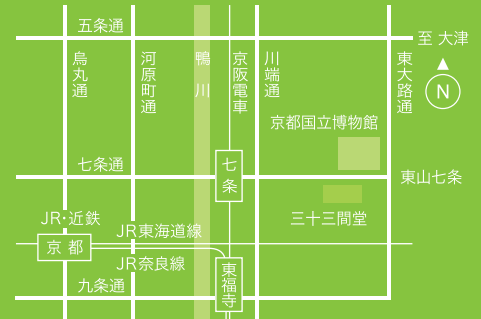 五条通
至 大津
烏丸通
河原町通
鴨川
京阪電車
川端通
東大路通
N
京都国立博物館
七条通
七条
東山七条
三十三間堂
JR・近鉄
JR東海道線
京都
JR奈良線
東福寺
九条通